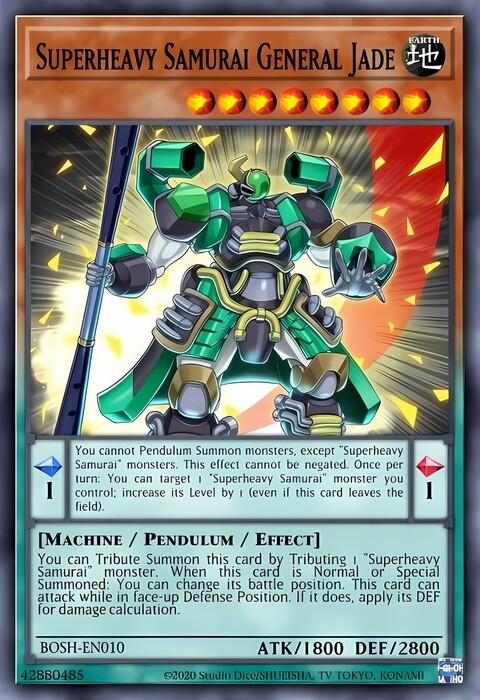 SUPERHEAVY SAMURAI GENERAL JADE
EARTH
地
You cannot Pendulum Summon monsters, except "Superheavy
Samurai" monsters. This effect cannot be negated. Once per
turn: You can target 1 "Superheavy Samurai" monster you
control; increase its Level by 1 (even if this card leaves the
field).
1
1
[MACHINE / PENDULUM / EFFECT]
You can Tribute Summon this card by Tributing 1 "Superheavy
Samurai" monster. When this card is Normal or Special
Summoned: You can change its battle position. This card can
attack while in face-up Defense Position. If it does, apply its DEF
for damage calculation.
BOSH-EN010
ATK/1800 DEF/2800
42880485
©2020 Studio Dice/SHUEISHA, TV TOKYO, KONAMI